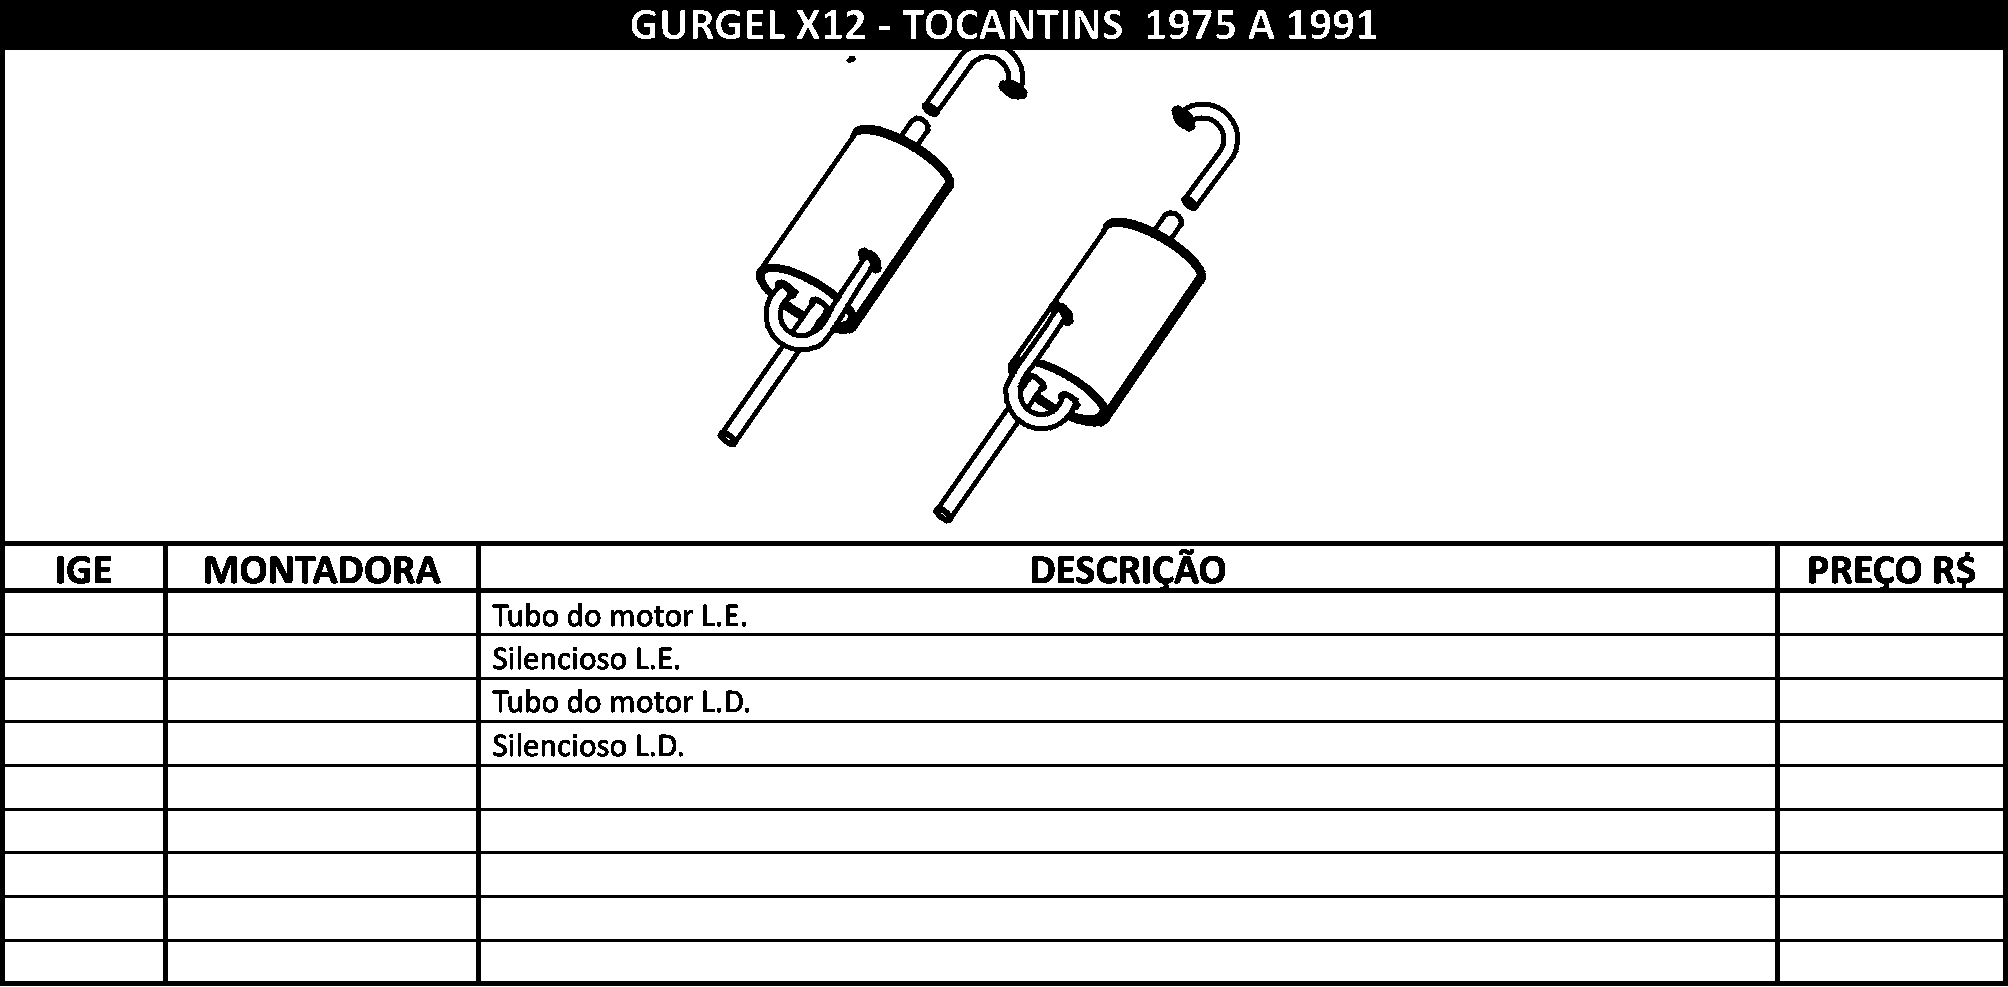 GURGEL X12 - TOCANTINS  1975 A 1991
IGE MONTADORA DESCRIÇÃO PREÇO R$
Tubo do motor L.E.
Silencioso L.E.
Tubo do motor L.D.
Silencioso L.D.